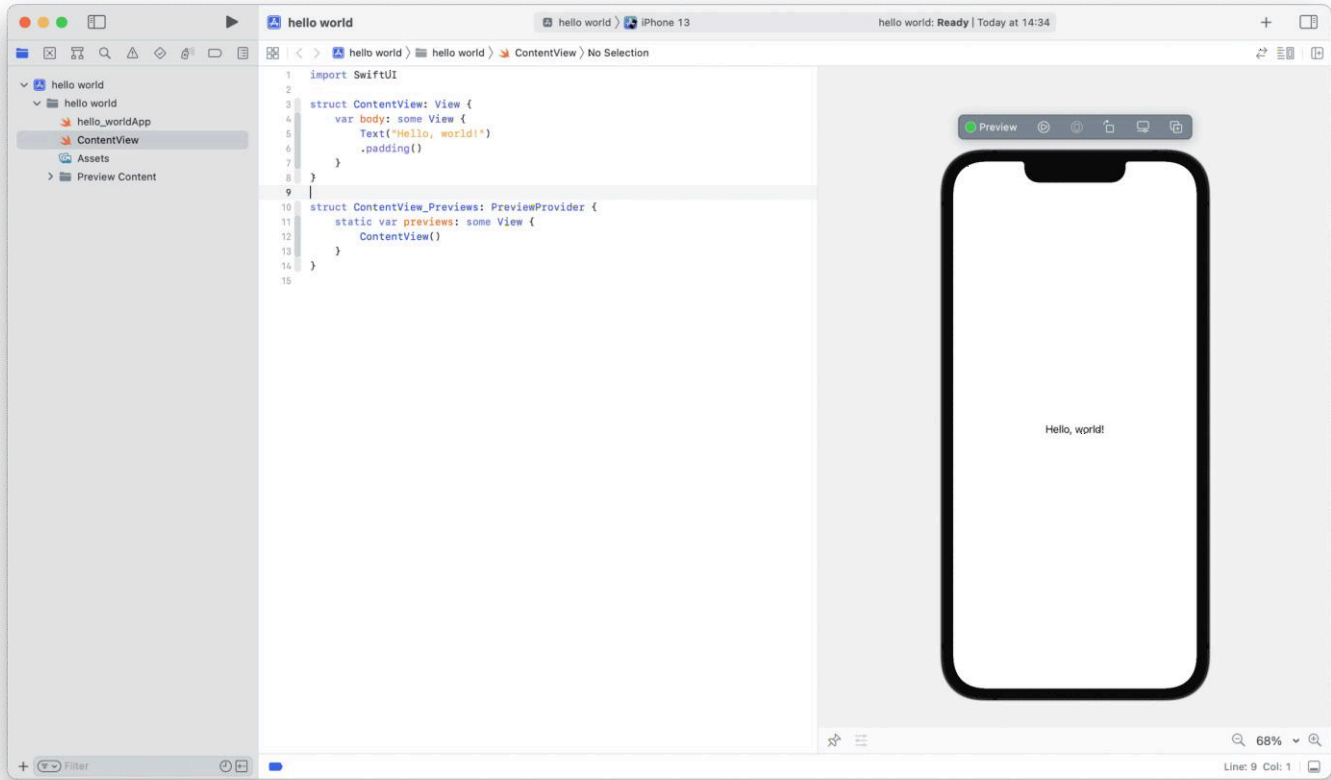 hello world
hello world 〉 iPhone 13
hello world: Ready | Today at 14:34
hello world 〉 hello world 〉 ContentView 〉 No Selection
hello world
hello world
hello_worldApp
ContentView
Assets
Preview Content
Filter
1 import SwiftUI
2
3 struct ContentView: View {
4 var body: some View {
5 Text("Hello, world!")
6 .padding()
7 }
8 }
9
10 struct ContentView_Previews: PreviewProvider {
11 static var previews: some View {
12 ContentView()
13 }
14 }
15
Preview
Hello, world!
68%
Line: 9 Col: 1